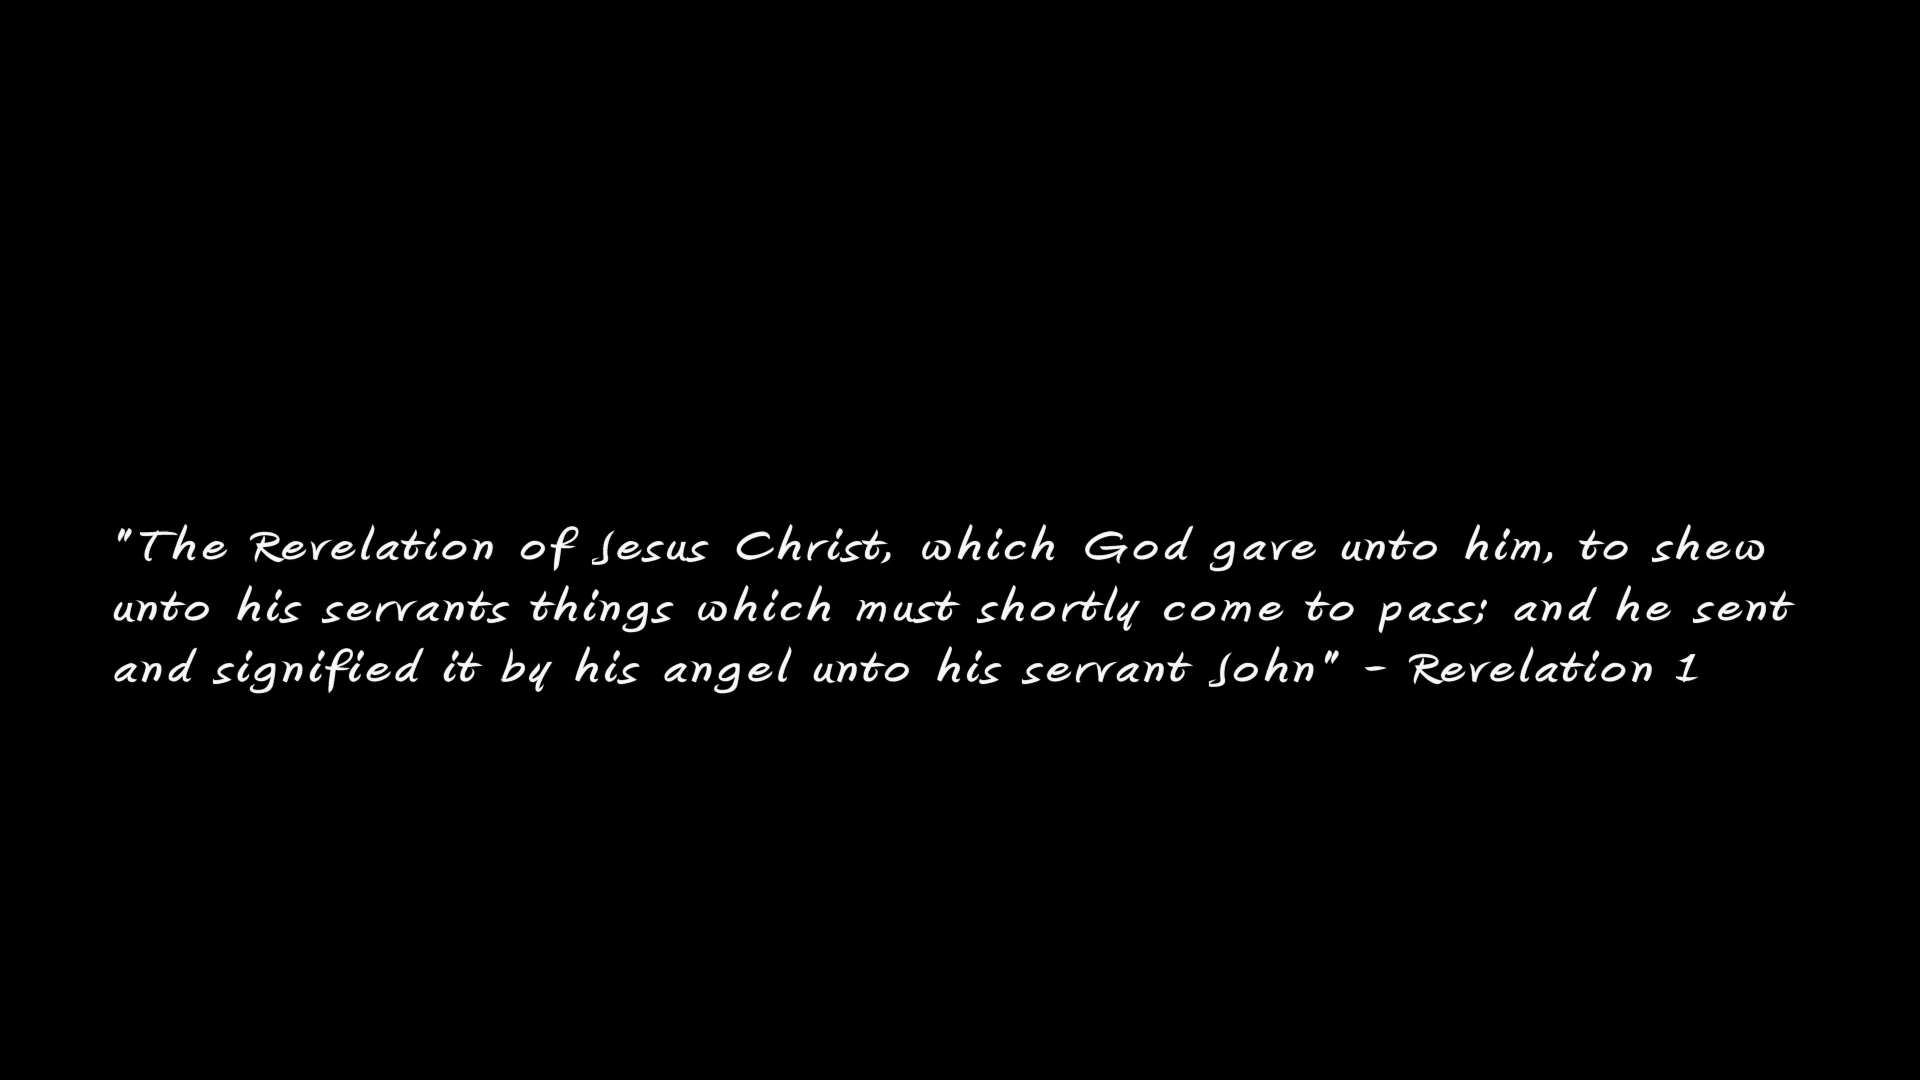 "The Revelation of Jesus Christ, which God gave unto him, to shew
unto his servants things which must shortly come to pass; and he sent
and signified it by his angel unto his servant John" - Revelation 1